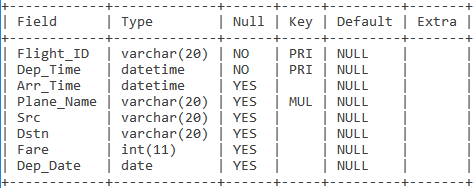 +------------+-------------+------+-----+---------+-------+
| Field      | Type        | Null | Key | Default | Extra |
+------------+-------------+------+-----+---------+-------+
| Flight_ID  | varchar(20) | NO   | PRI | NULL    |       |
| Dep_Time   | datetime    | NO   | PRI | NULL    |       |
| Arr_Time   | datetime    | YES  |     | NULL    |       |
| Plane_Name | varchar(20) | YES  | MUL | NULL    |       |
| Src        | varchar(20) | YES  |     | NULL    |       |
| Dstn       | varchar(20) | YES  |     | NULL    |       |
| Fare       | int(11)     | YES  |     | NULL    |       |
| Dep_Date   | date        | YES  |     | NULL    |       |
+------------+-------------+------+-----+---------+-------+